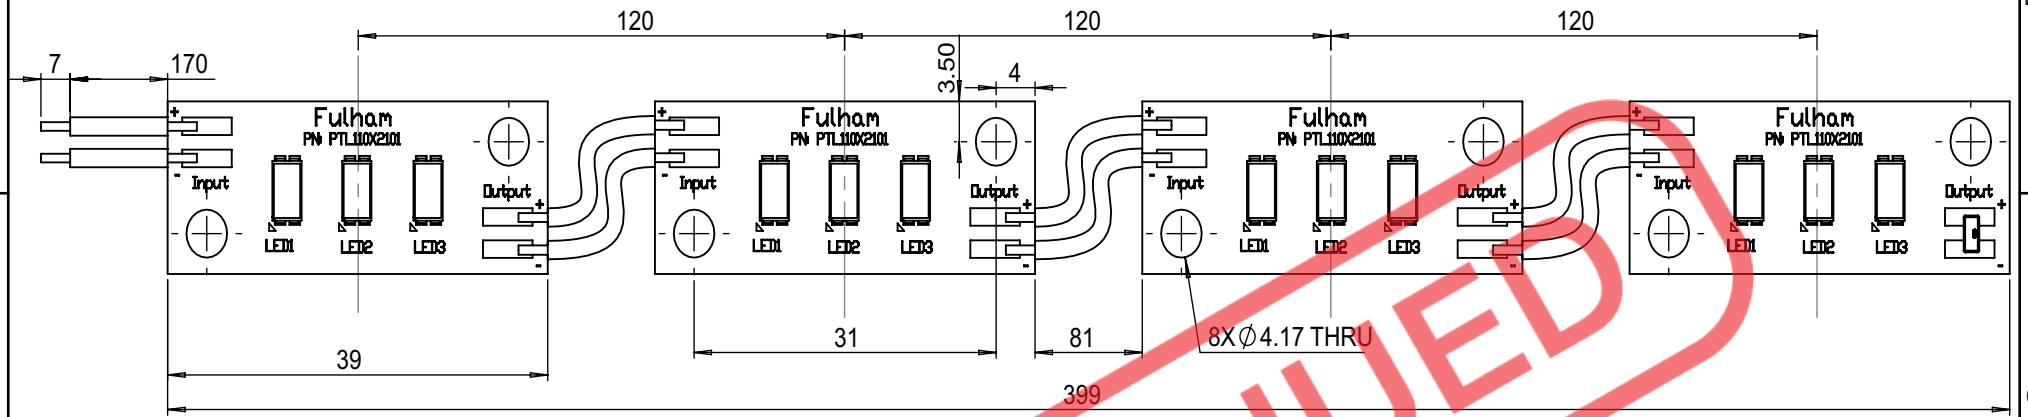 120
120
120
7
170
3.50
4
+
Fulham
PN: PTL110X2101
-
Input
Output
+
LED1
LED2
LED3
-
+
Fulham
PN: PTL110X2101
-
Input
Output
+
LED1
LED2
LED3
-
+
Fulham
PN: PTL110X2101
-
Input
Output
+
LED1
LED2
LED3
-
+
Fulham
PN: PTL110X2101
-
Input
Output
+
LED1
LED2
LED3
-
39
31
81
8X∅4.17 THRU
399
UED